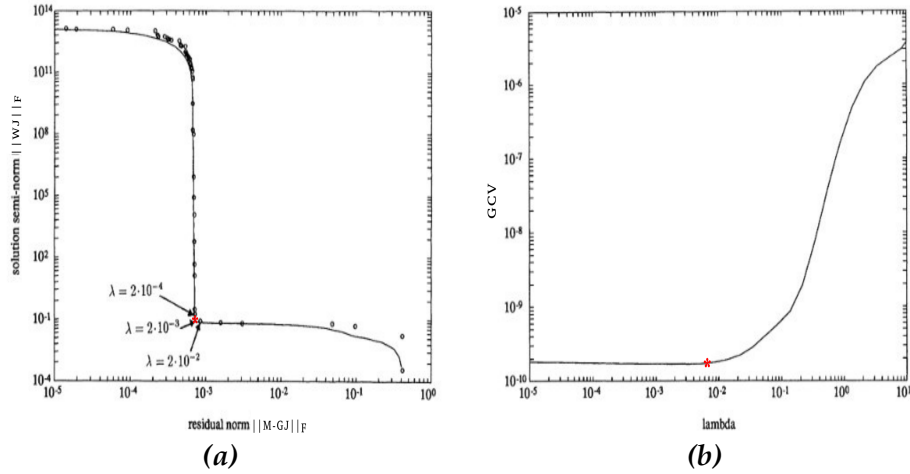 10^14
10^11
10^8
10^5
10^2
10^-1
10^-4
solution semi-norm ||WJ||F
λ = 2·10^-4
λ = 2·10^-3
λ = 2·10^-2
10^-5 10^-4 10^-3 10^-2 10^-1 10^0
residual norm ||M-GJ||F
(a)
10^-5
10^-6
10^-7
10^-8
10^-9
10^-10
GCV
10^-5 10^-4 10^-3 10^-2 10^-1 10^0 10^1
lambda
(b)